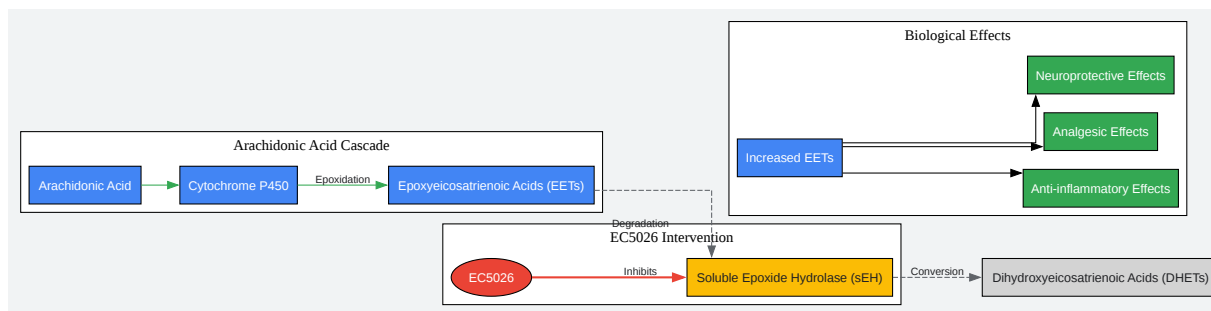 Biological Effects
Neuroprotective Effects
Analgesic Effects
Increased EETs
Anti-inflammatory Effects
Arachidonic Acid Cascade
Arachidonic Acid
Cytochrome P450
Epoxidation
Epoxyeicosatrienoic Acids (EETs)
Degradation
EC5026 Intervention
EC5026
Inhibits
Soluble Epoxide Hydrolase (sEH)
Conversion
Dihydroxyeicosatrienoic Acids (DHETs)